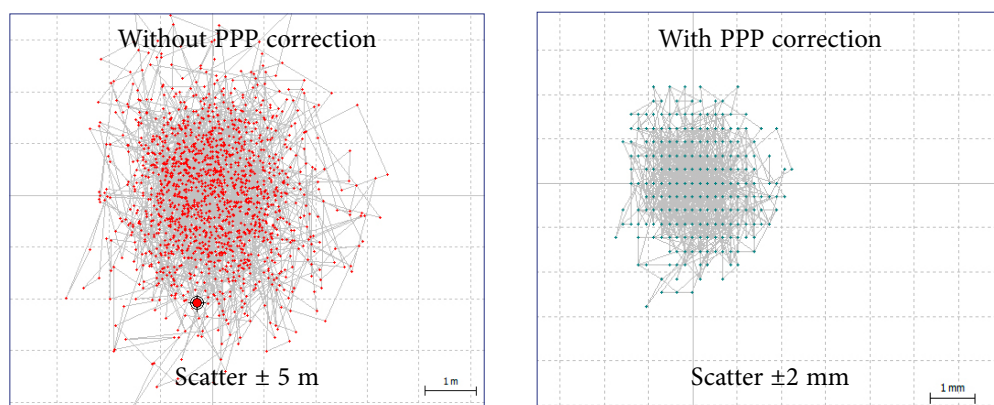 Without PPP correction
Scatter ± 5 m
1 m
With PPP correction
Scatter ±2 mm
1 mm